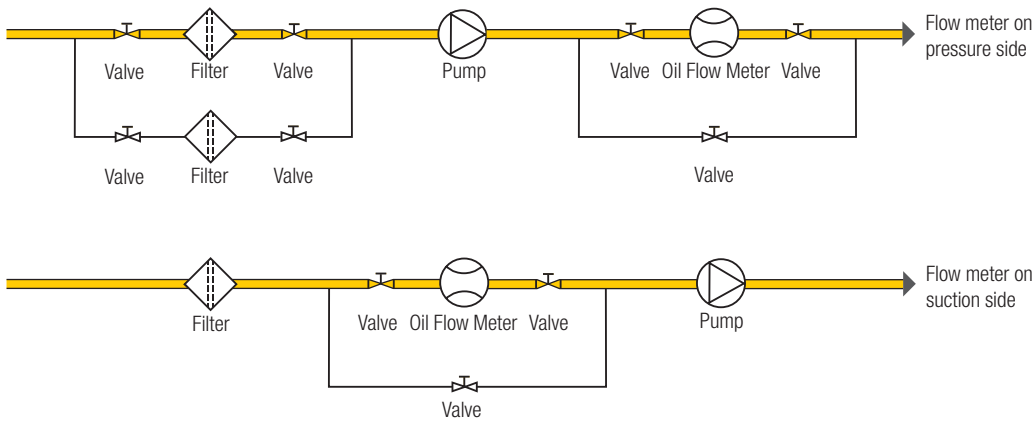 Flow meter on
pressure side
Valve Filter Valve Pump Valve Oil Flow Meter Valve
Valve Filter Valve Valve
Flow meter on
suction side
Filter Valve Oil Flow Meter Valve Pump
Valve